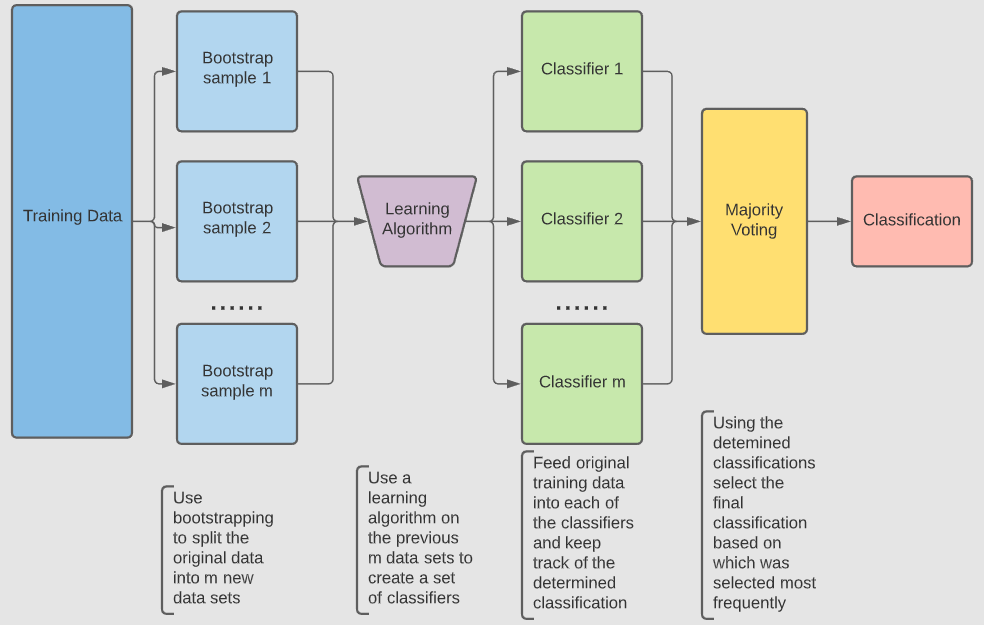 Training Data
Bootstrap
sample 1
Bootstrap
sample 2
......
Bootstrap
sample m
Learning
Algorithm
Classifier 1
Classifier 2
......
Classifier m
Majority
Voting
Classification
Use
bootstrapping
to split the
original data
into m new
data sets
Use a
learning
algorithm on
the previous
m data sets to
create a set
of classifiers
Feed original
training data
into each of
the classifiers
and keep
track of the
determined
classification
Using the
detemined
classifications
select the
final
classification
based on
which was
selected most
frequently